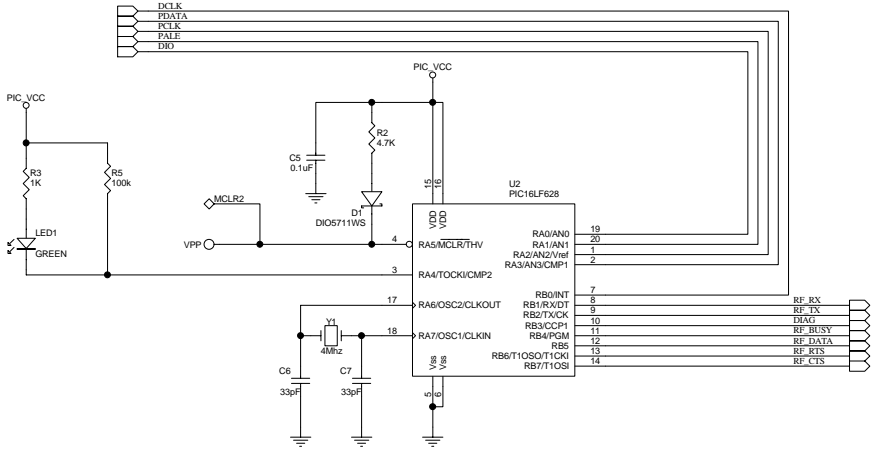 DCLK
PDATA
PCLK
PALE
DIO
PIC_VCC
PIC_VCC
R2
4.7K
C5
0.1uF
R3
1K
R5
100k
15
16
U2
PIC16LF628
MCLR2
D1
DIO5711WS
VDD
VDD
LED1
GREEN
VPP
4
RA5/MCLR/THV
3
RA4/TOCKI/CMP2
17
RA6/OSC2/CLKOUT
18
RA7/OSC1/CLKIN
Y1
4Mhz
RA0/AN0
19
RA1/AN1
20
RA2/AN2/Vref
1
RA3/AN3/CMP1
2
RB0/INT
7
RB1/RX/DT
8
RF_RX
RB2/TX/CK
9
RF_TX
RB3/CCP1
10
DIAG
RB4/PGM
11
RF_BUSY
RB5
12
RF_DATA
RB6/T1OSO/T1CKI
13
RF_RTS
RB7/T1OSI
14
RF_CTS
Vss
Vss
5
6
C6
33pF
C7
33pF